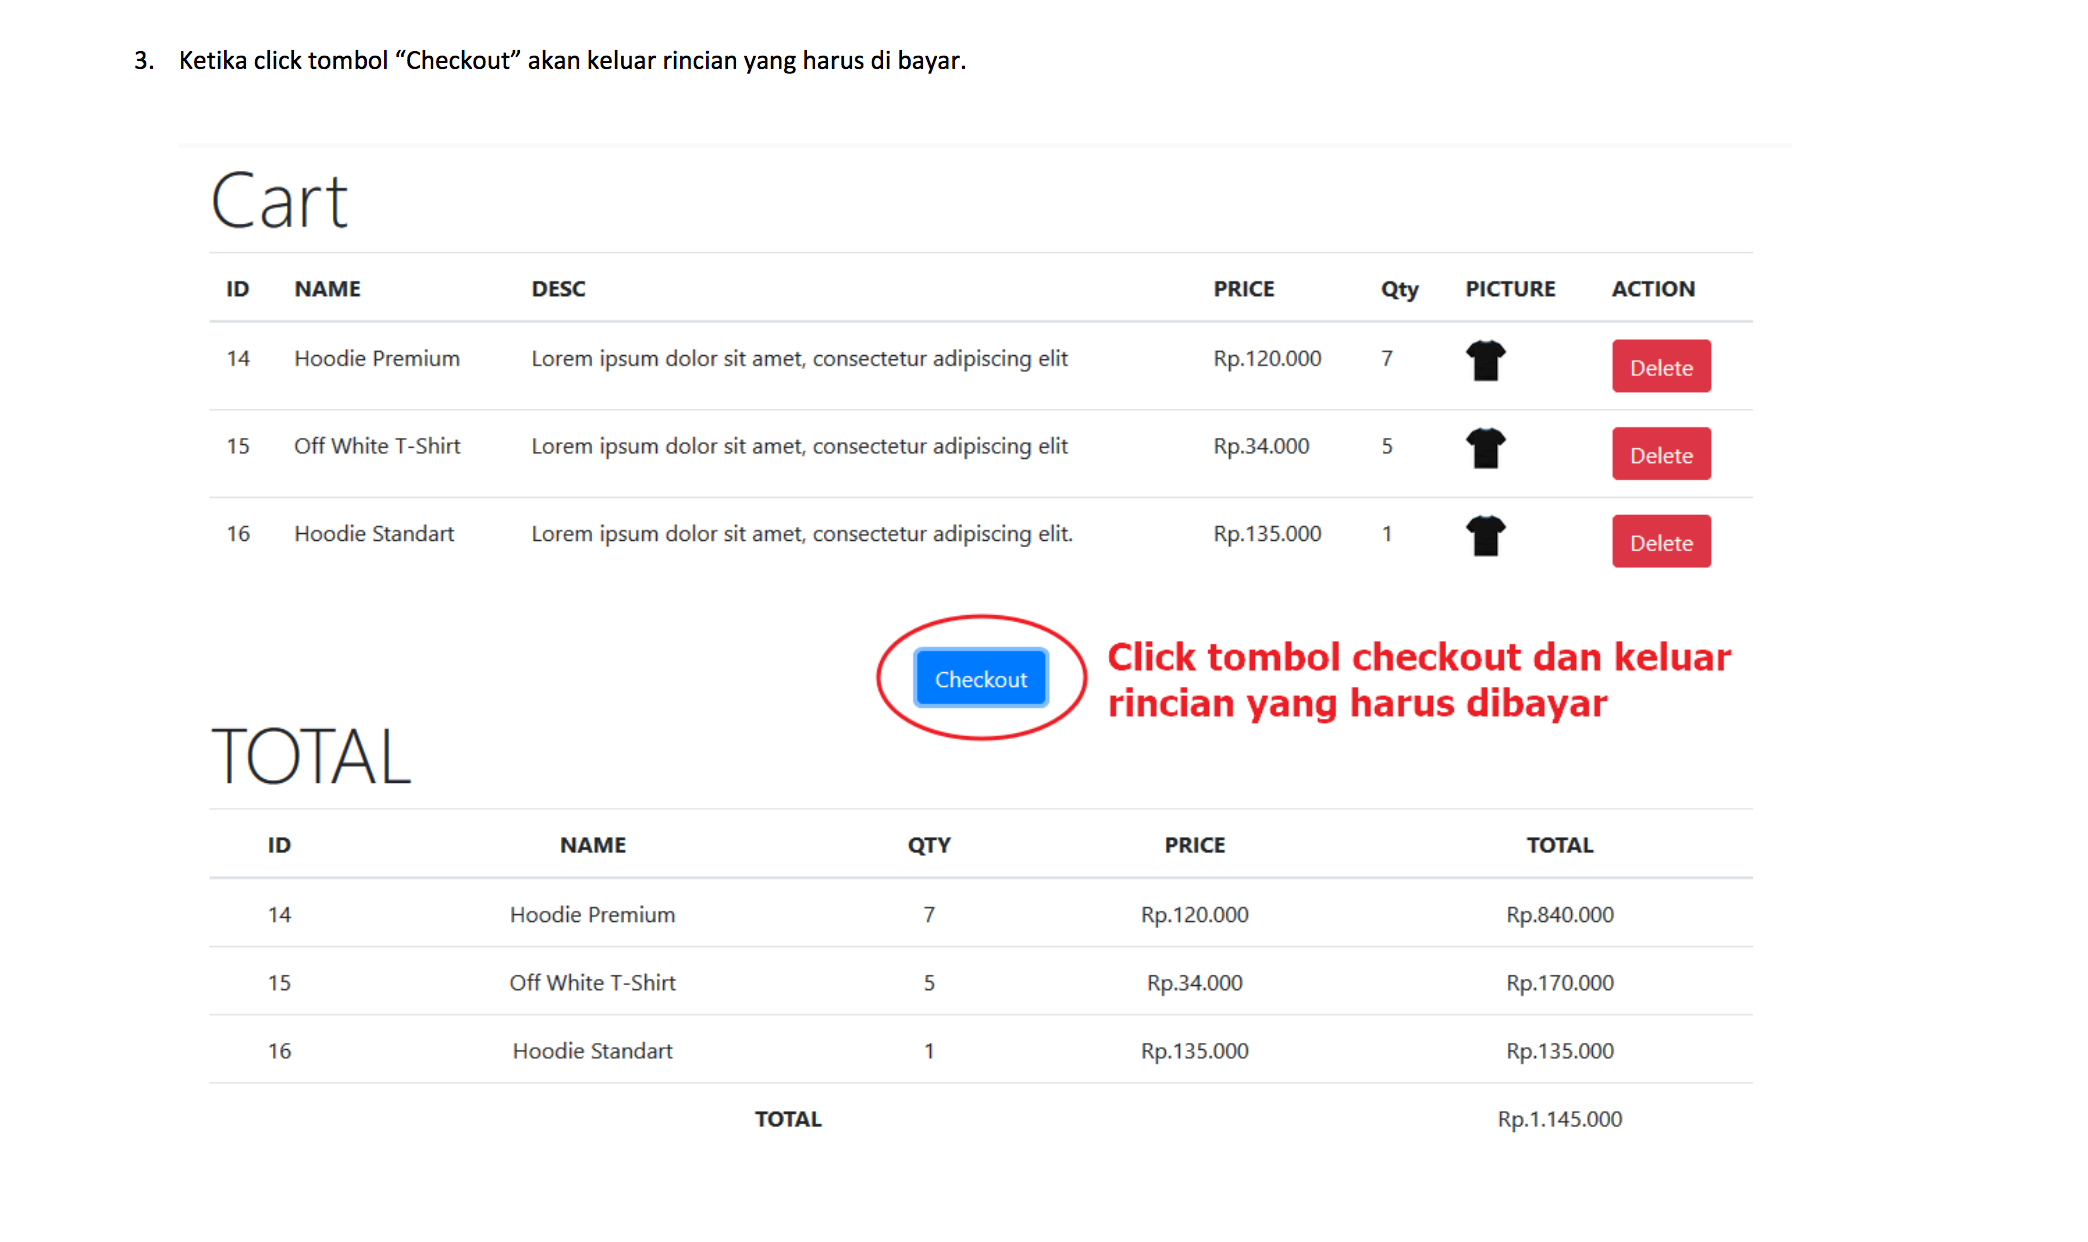 3. Ketika click tombol “Checkout” akan keluar rincian yang harus di bayar.
Cart
ID NAME DESC PRICE Qty PICTURE ACTION
14 Hoodie Premium Lorem ipsum dolor sit amet, consectetur adipiscing elit Rp.120.000 7 Delete
15 Off White T-Shirt Lorem ipsum dolor sit amet, consectetur adipiscing elit Rp.34.000 5 Delete
16 Hoodie Standart Lorem ipsum dolor sit amet, consectetur adipiscing elit. Rp.135.000 1 Delete
Checkout
Click tombol checkout dan keluar
rincian yang harus dibayar
TOTAL
ID NAME QTY PRICE TOTAL
14 Hoodie Premium 7 Rp.120.000 Rp.840.000
15 Off White T-Shirt 5 Rp.34.000 Rp.170.000
16 Hoodie Standart 1 Rp.135.000 Rp.135.000
TOTAL Rp.1.145.000